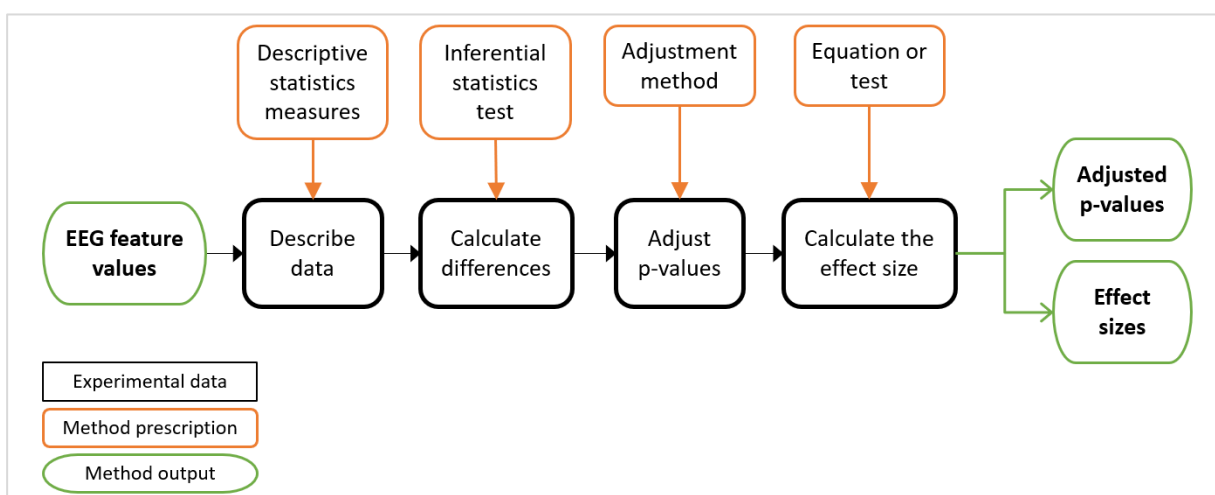 Descriptive
statistics
measures
Inferential
statistics
test
Adjustment
method
Equation or
test
EEG feature
values
Describe
data
Calculate
differences
Adjust
p-values
Calculate the
effect size
Adjusted
p-values
Effect
sizes
Experimental data
Method prescription
Method output